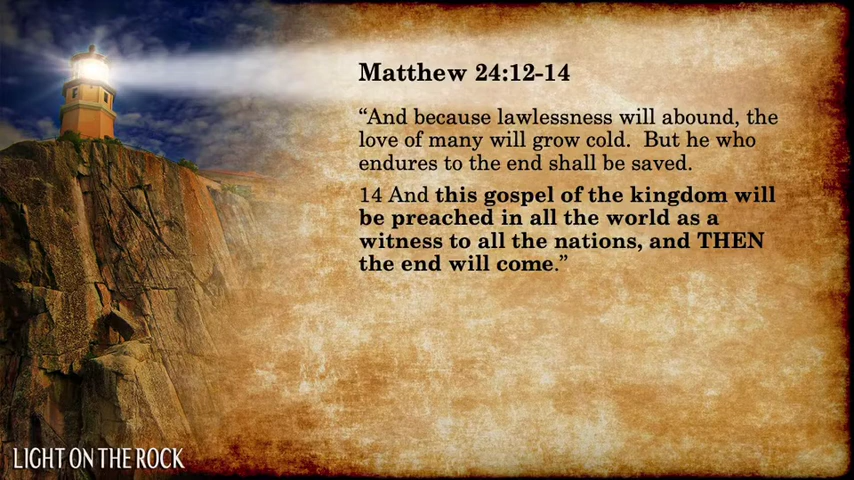 Matthew 24:12-14
“And because lawlessness will abound, the
love of many will grow cold.  But he who
endures to the end shall be saved.
14 And this gospel of the kingdom will
be preached in all the world as a
witness to all the nations, and THEN
the end will come.”
LIGHT ON THE ROCK